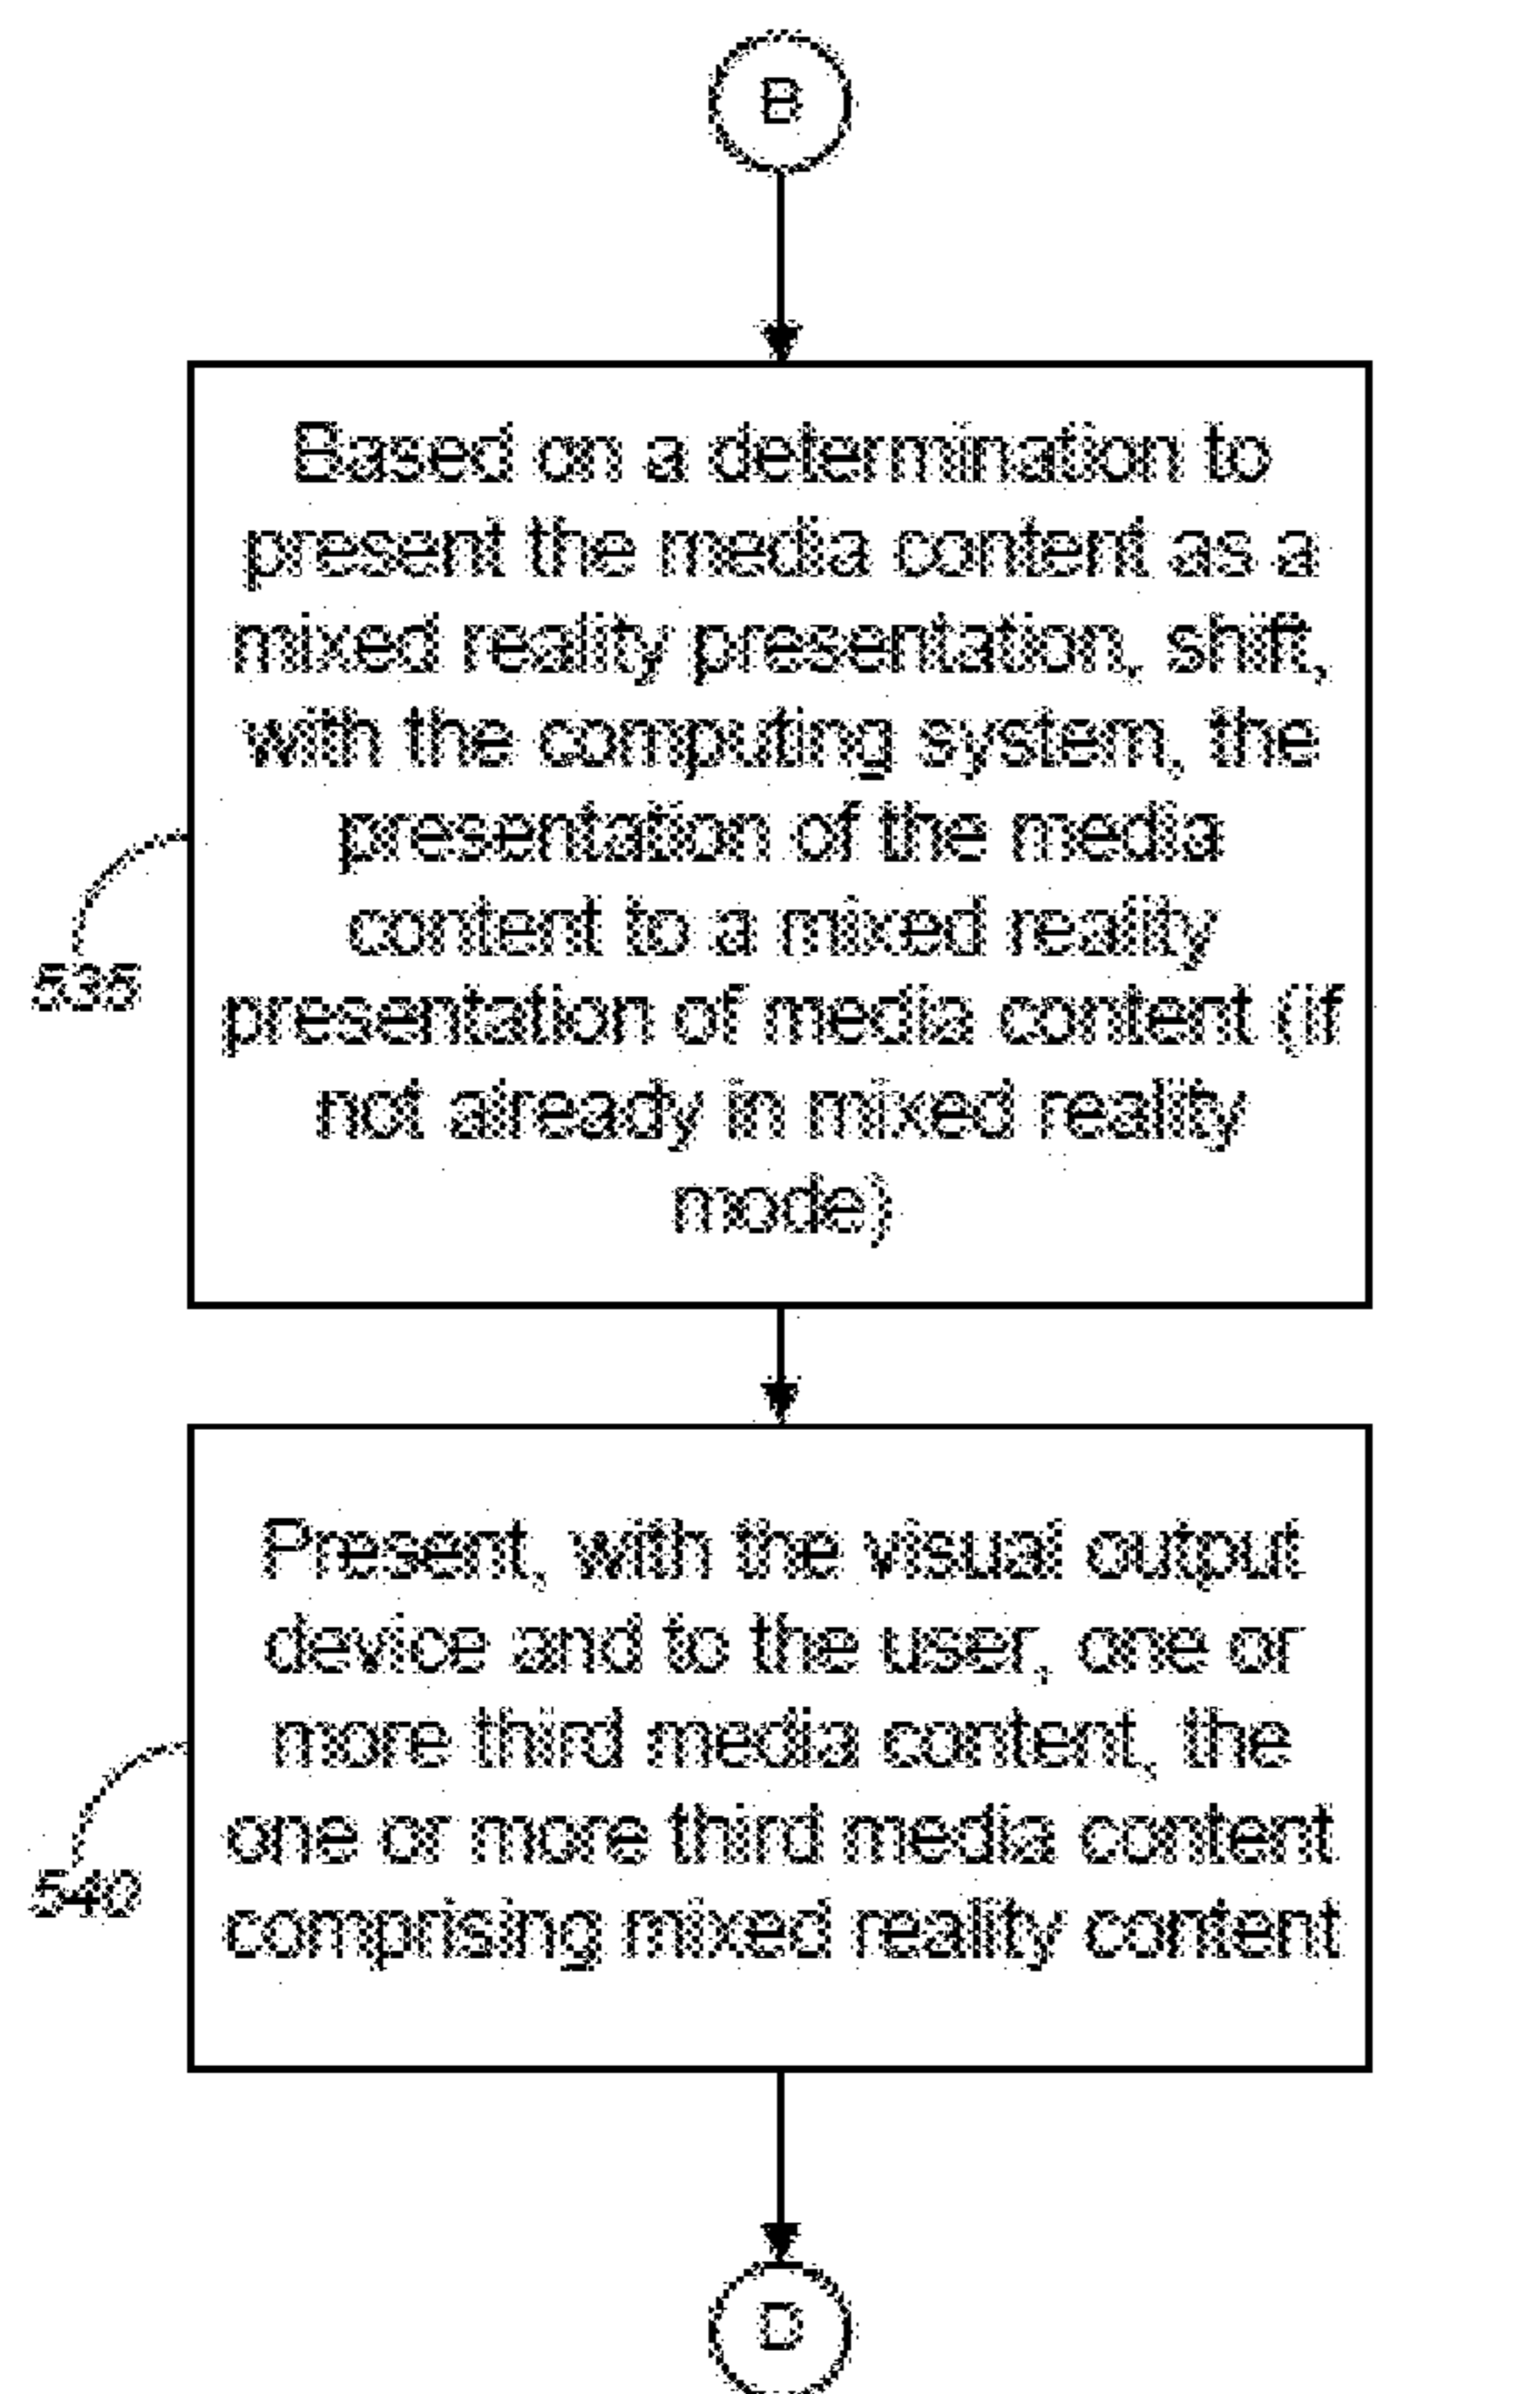 B
Based on a determination to
present the media content as a
mixed reality presentation, shift,
with the computing system, the
presentation of the media
content to a mixed reality
presentation of media content (if
not already in mixed reality
mode)
535
Present, with the visual output
device and to the user, one or
more third media content, the
one or more third media content
comprising mixed reality content
540
D